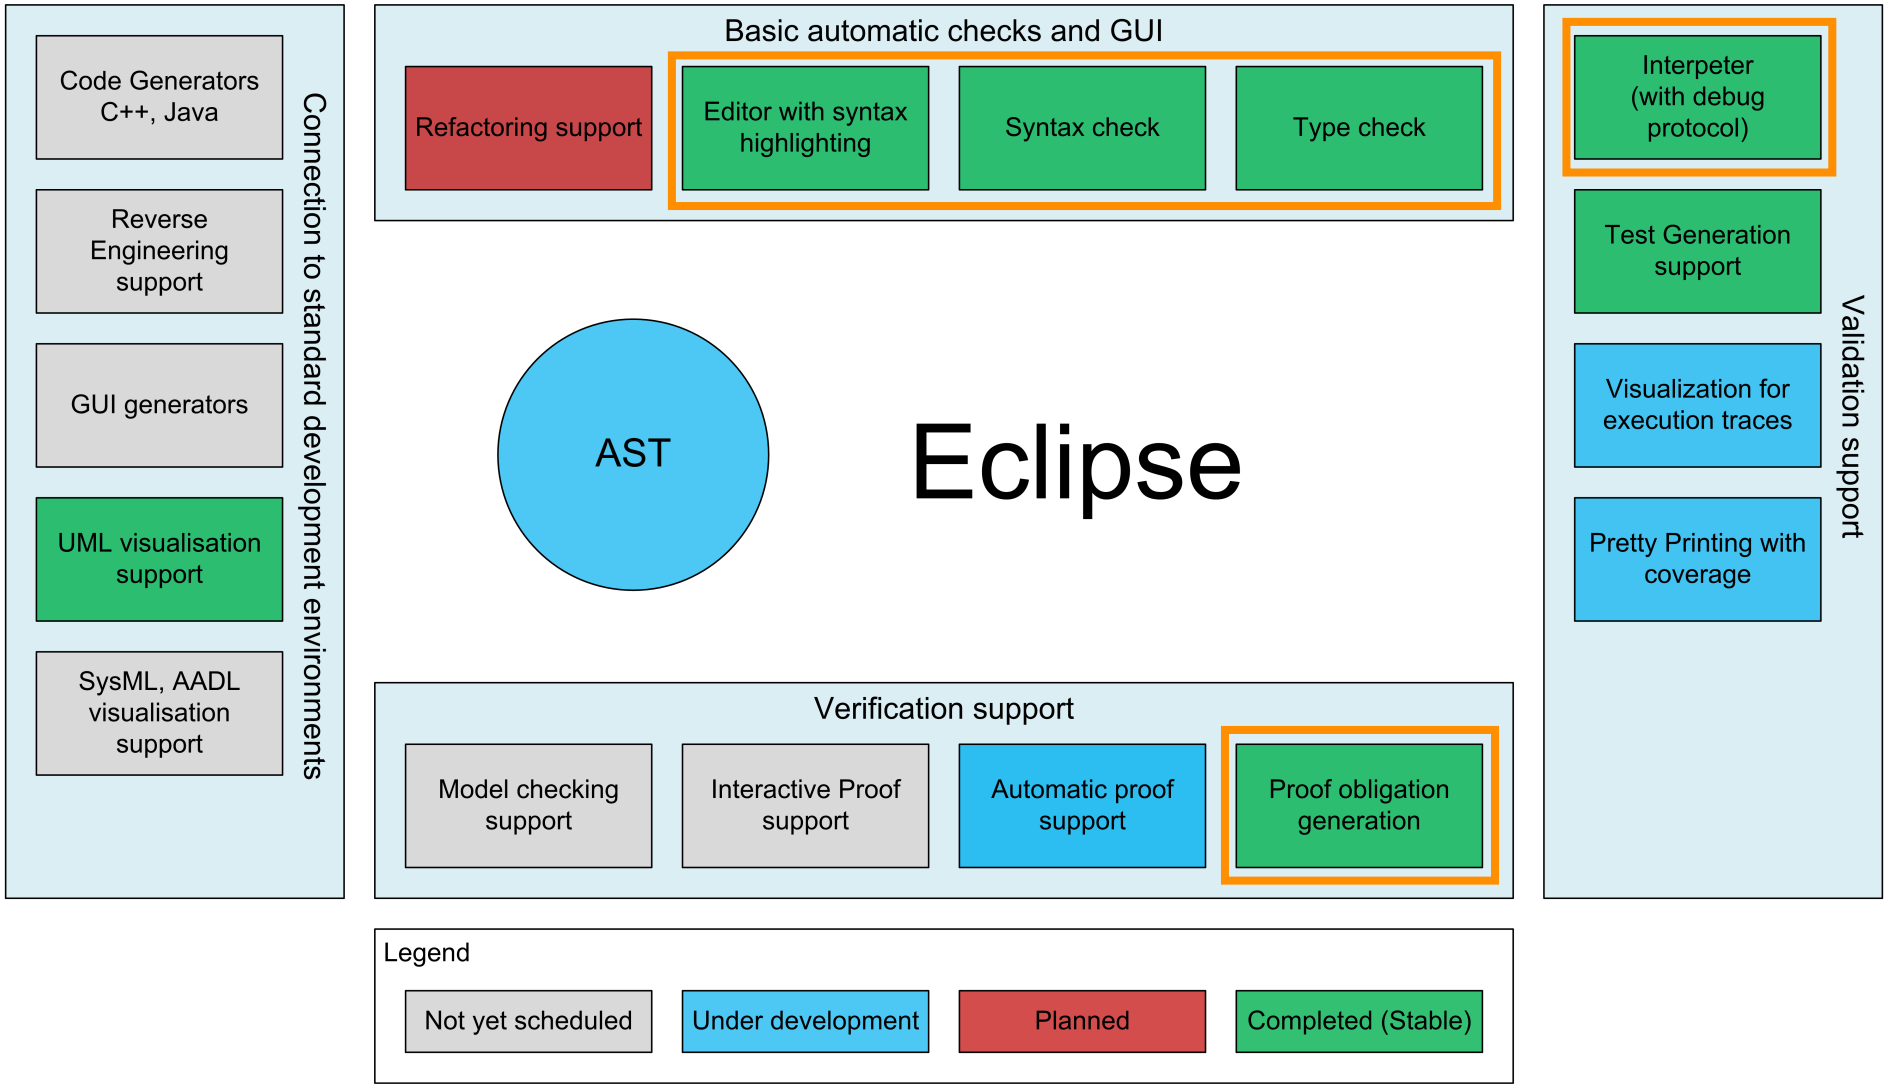 Code Generators
C++, Java
Reverse
Engineering
support
GUI generators
UML visualisation
support
SysML, AADL
visualisation
support
Connection to standard development environments
Basic automatic checks and GUI
Refactoring support
Editor with syntax
highlighting
Syntax check
Type check
AST
Eclipse
Verification support
Model checking
support
Interactive Proof
support
Automatic proof
support
Proof obligation
generation
Interpeter
(with debug
protocol)
Test Generation
support
Visualization for
execution traces
Pretty Printing with
coverage
Validation support
Legend
Not yet scheduled
Under development
Planned
Completed (Stable)